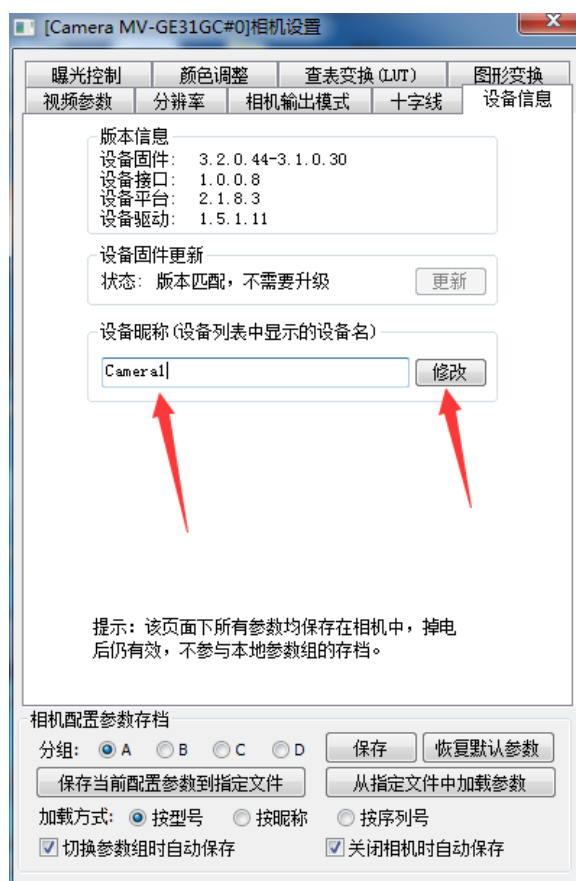 [Camera MV-GE31GC#0]相机设置
曝光控制 颜色调整 查表变换(LUT) 图形变换
视频参数 分辨率 相机输出模式 十字线 设备信息
版本信息
设备固件: 3.2.0.44-3.1.0.30
设备接口: 1.0.0.8
设备平台: 2.1.8.3
设备驱动: 1.5.1.11
设备固件更新
状态: 版本匹配，不需要升级 更新
设备昵称(设备列表中显示的设备名)
Camera1 修改
提示: 该页面下所有参数均保存在相机中，掉电
后仍有效，不参与本地参数组的存档。
相机配置参数存档
分组: A B C D 保存 恢复默认参数
保存当前配置参数到指定文件 从指定文件中加载参数
加载方式: 按型号 按昵称 按序列号
切换参数组时自动保存 关闭相机时自动保存